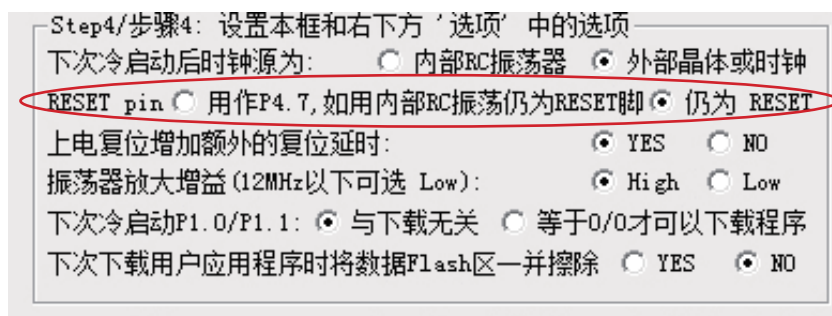 Step4/步骤4: 设置本框和右下方 '选项' 中的选项
下次冷启动后时钟源为: 内部RC振荡器 外部晶体或时钟
RESET pin 用作P4.7,如用内部RC振荡仍为RESET脚 仍为 RESET
上电复位增加额外的复位延时: YES NO
振荡器放大增益(12MHz以下可选 Low): High Low
下次冷启动P1.0/P1.1: 与下载无关 等于0/0才可以下载程序
下次下载用户应用程序时将数据Flash区一并擦除 YES NO